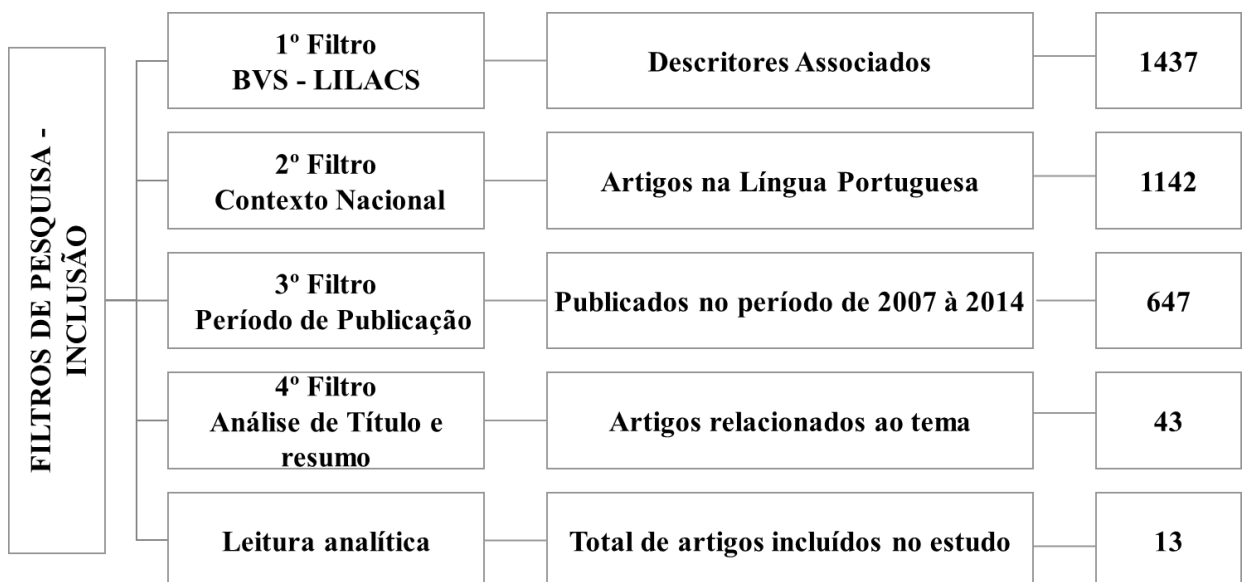 FILTROS DE PESQUISA -
INCLUSÃO
1º Filtro
BVS - LILACS
Descritores Associados
1437
2º Filtro
Contexto Nacional
Artigos na Língua Portuguesa
1142
3º Filtro
Período de Publicação
Publicados no período de 2007 à 2014
647
4º Filtro
Análise de Título e
resumo
Artigos relacionados ao tema
43
Leitura analítica
Total de artigos incluídos no estudo
13